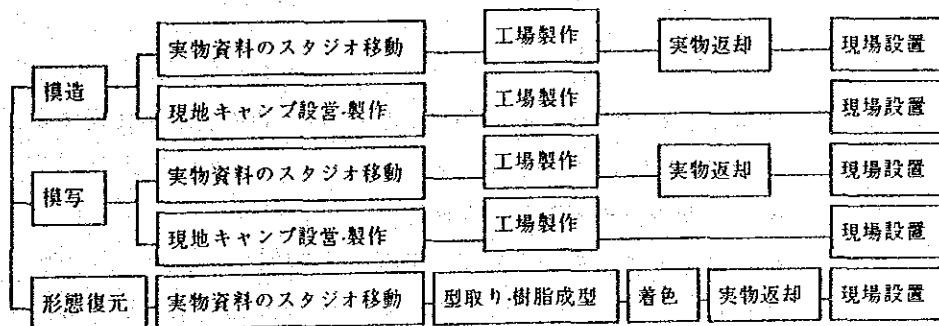 実物資料のスタジオ移動 工場製作 実物返却 現場設置
模造
現地キャンプ設営·製作 工場製作 現場設置
実物資料のスタジオ移動 工場製作 実物返却 現場設置
模写
現地キャンプ設営·製作 工場製作 現場設置
形態復元 実物資料のスタジオ移動 型取り·樹脂成型 着色 実物返却 現場設置